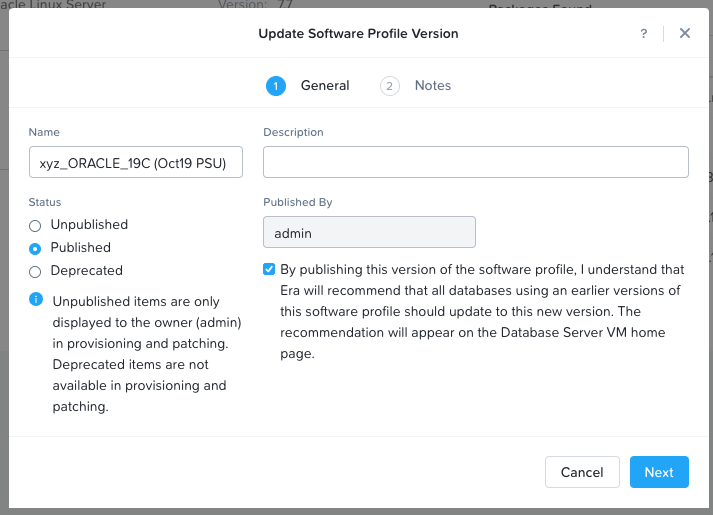 acle Linux Server Version: 7.7 Packages Found
Update Software Profile Version ?
1 General 2 Notes
Name Description
xyz_ORACLE_19C (Oct19 PSU)
Status Published By
Unpublished
Published
Deprecated
admin
Unpublished items are only
displayed to the owner (admin)
in provisioning and patching.
Deprecated items are not
available in provisioning and
patching.
By publishing this version of the software profile, I understand that
Era will recommend that all databases using an earlier versions of
this software profile should update to this new version. The
recommendation will appear on the Database Server VM home
page.
Cancel Next